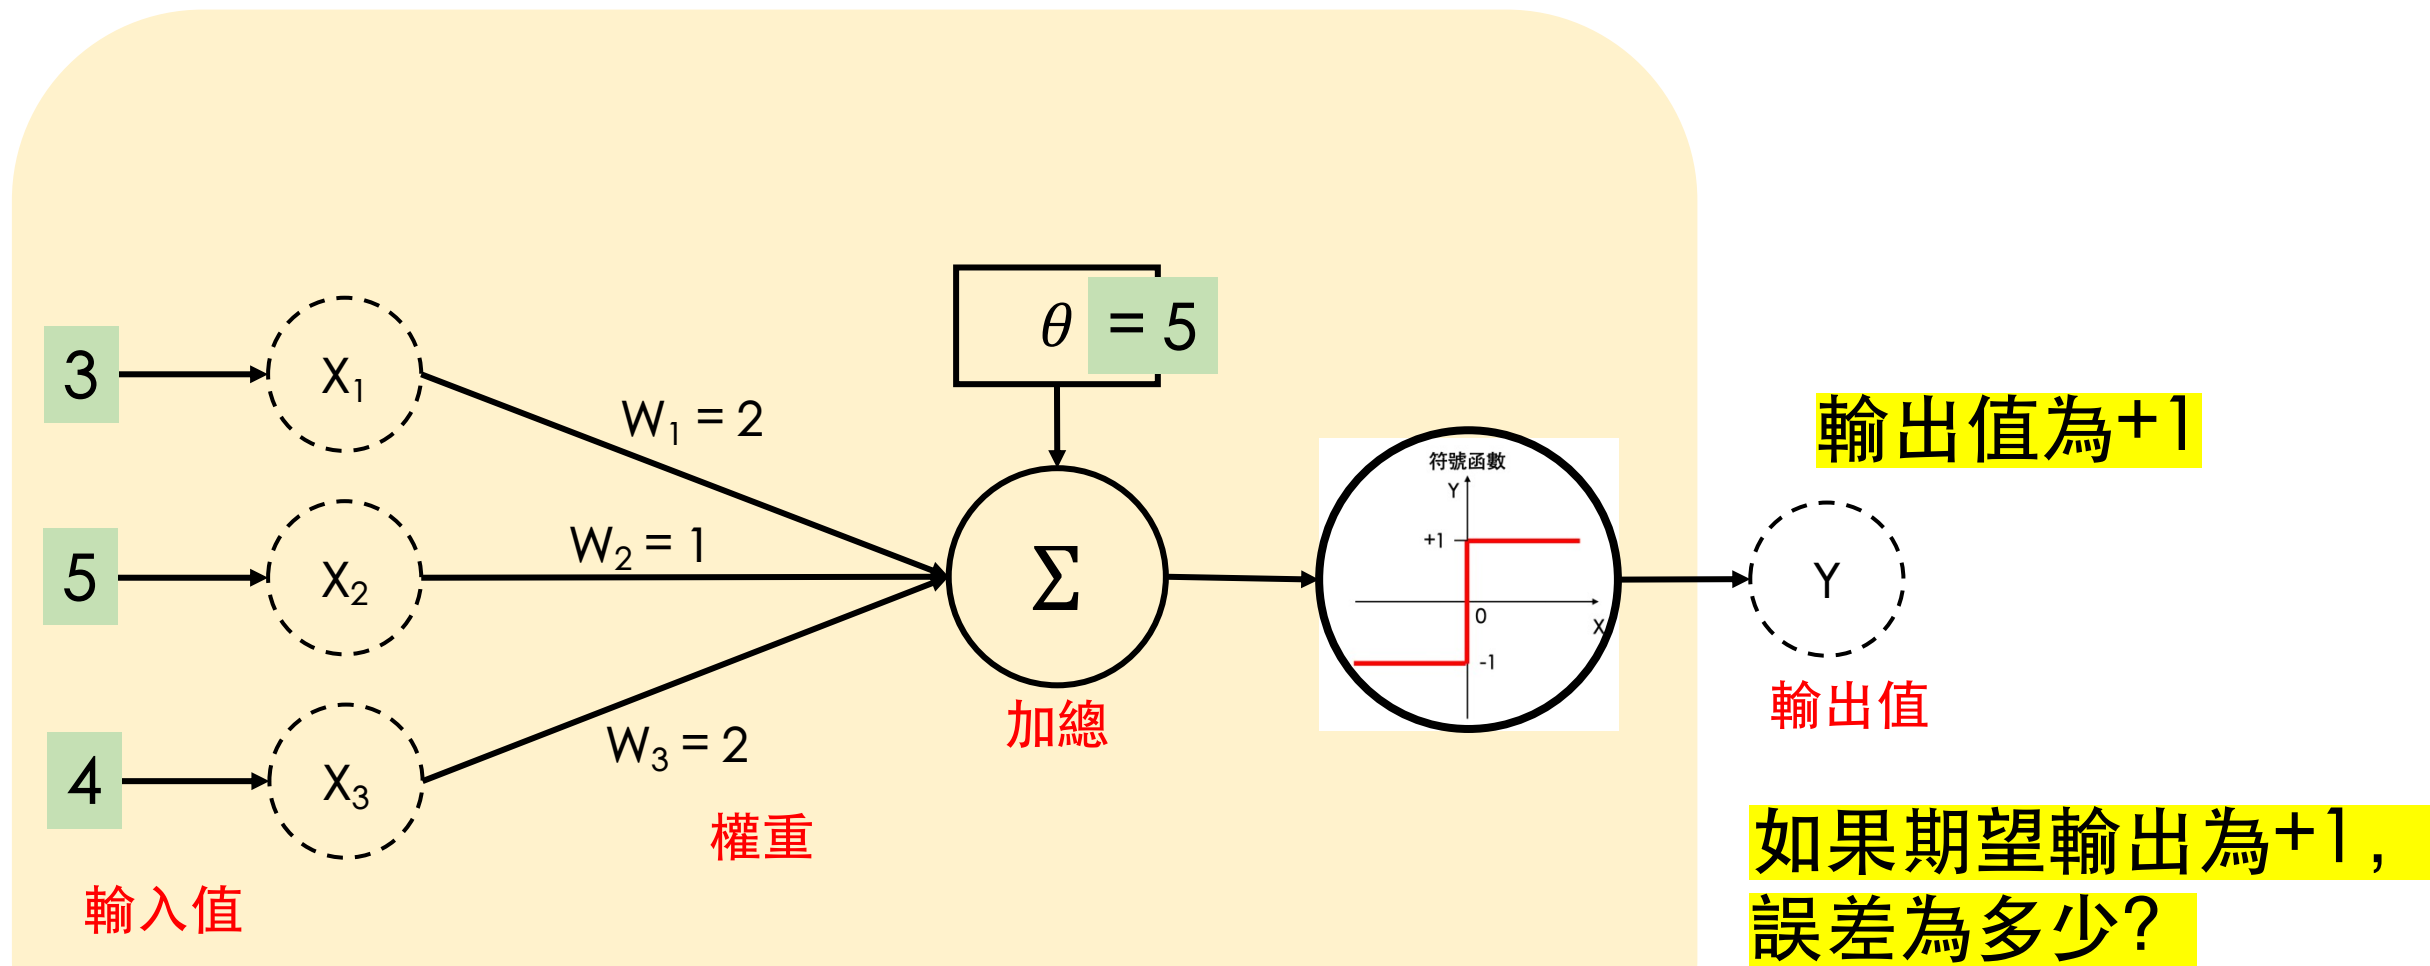 θ = 5
3
X₁
W₁ = 2
5
X₂
W₂ = 1
4
X₃
W₃ = 2
輸入值
權重
Σ
加總
符號函數
Y
+1
0
X
-1
輸出值為+1
Y
輸出值
如果期望輸出為+1,
誤差為多少?